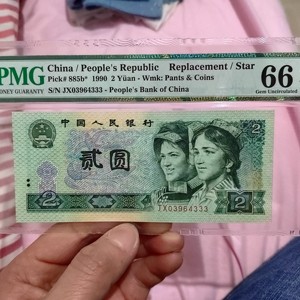 China / People's Republic Replacement / Star
PMG
Pick# 885b* 1990 2 Yüan - Wmk: Pants & Coins
66
MONEY GUARANTY
S/N JX03964333 - People's Bank of China
Gem Uncirculated
中国人民银行
2
贰圆
JX03964333
2
2